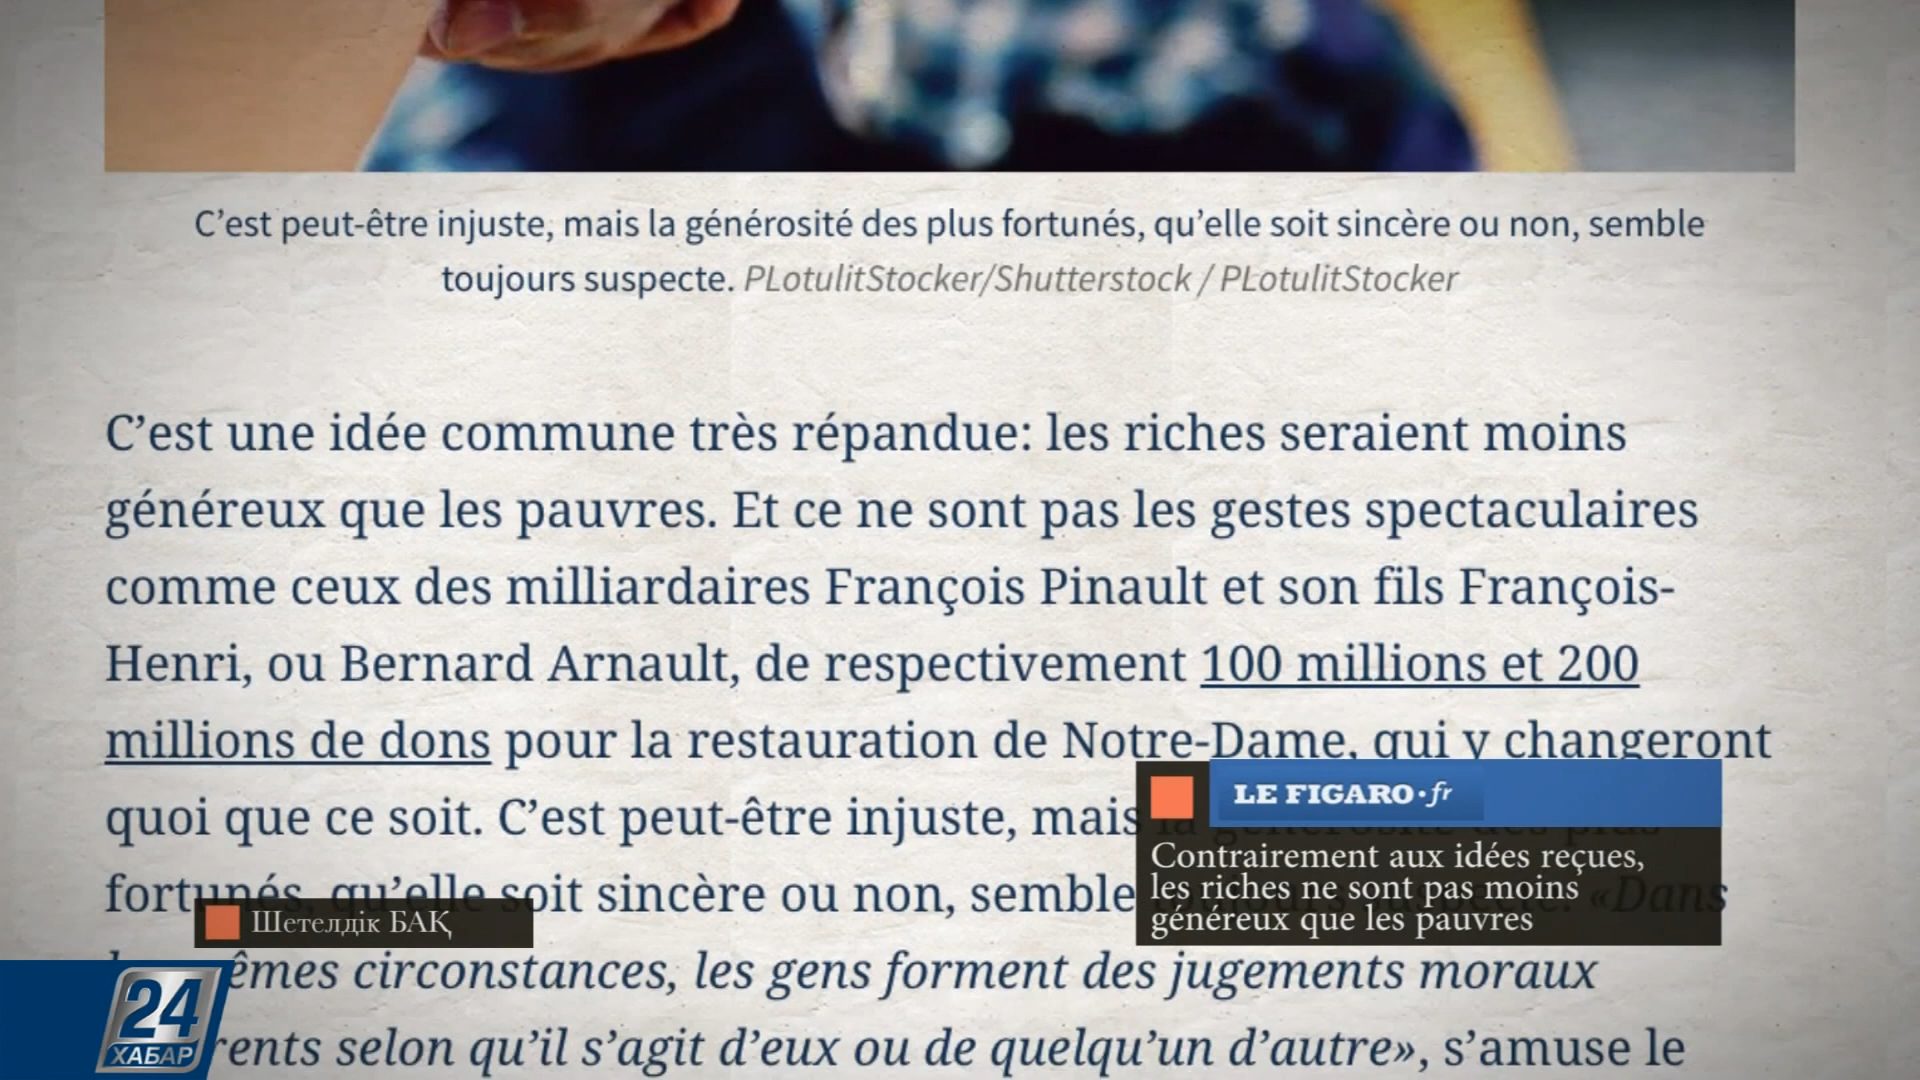 C’est peut-être injuste, mais la générosité des plus fortunés, qu’elle soit sincère ou non, semble
toujours suspecte. PLotulitStocker/Shutterstock / PLotulitStocker
C’est une idée commune très répandue: les riches seraient moins
généreux que les pauvres. Et ce ne sont pas les gestes spectaculaires
comme ceux des milliardaires François Pinault et son fils François-
Henri, ou Bernard Arnault, de respectivement 100 millions et 200
millions de dons pour la restauration de Notre-Dame, qui y changeront
quoi que ce soit. C’est peut-être injuste, mais la générosité des plus
fortunés, qu’elle soit sincère ou non, semble «Dans
circonstances, les gens forment des jugements moraux
selon qu’il s’agit d’eux ou de quelqu’un d’autre», s’amuse le
LE FIGARO·fr
Contrairement aux idées reçues,
les riches ne sont pas moins
généreux que les pauvres
Шетелдік БАҚ
24
ХАБАР